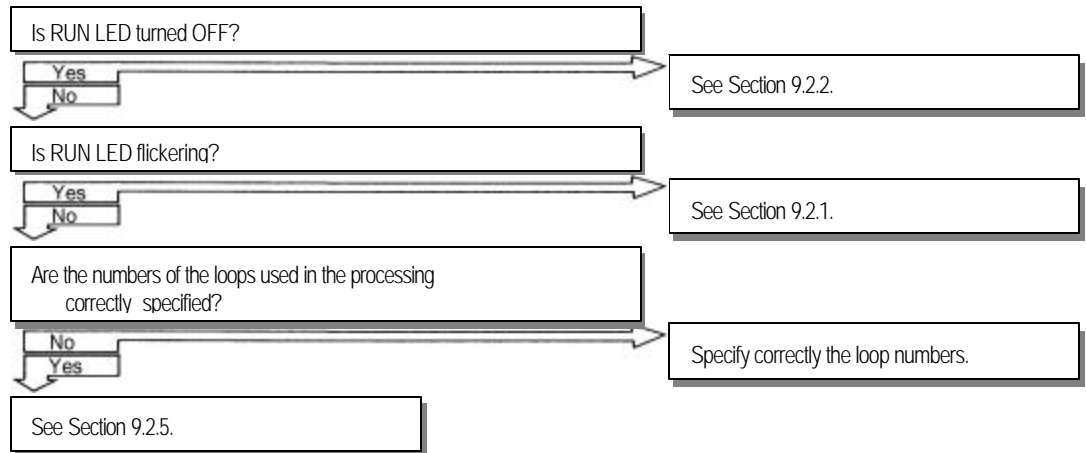 Is RUN LED turned OFF?
Yes
No
See Section 9.2.2.
Is RUN LED flickering?
Yes
No
See Section 9.2.1.
Are the numbers of the loops used in the processing
correctly specified?
No
Yes
Specify correctly the loop numbers.
See Section 9.2.5.